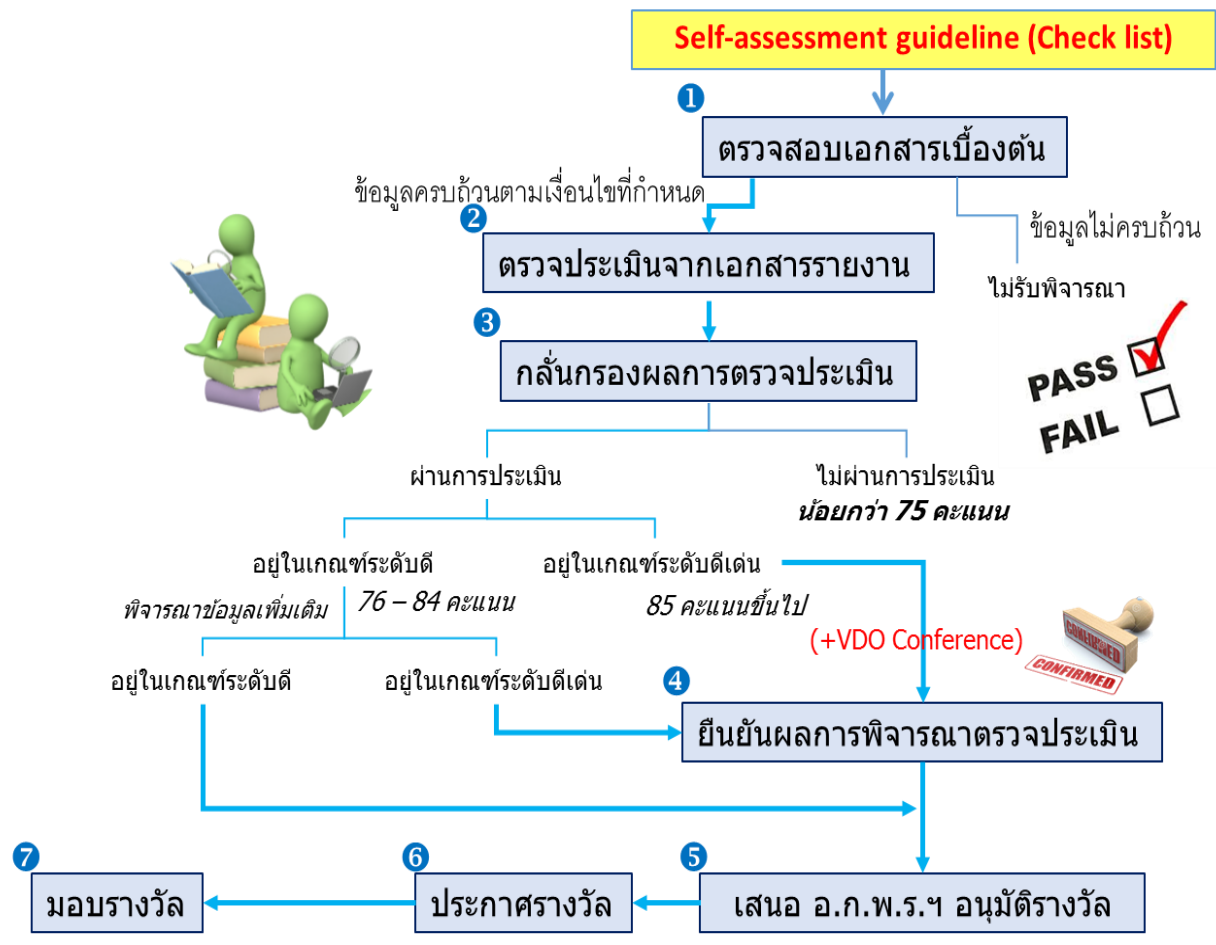 Self-assessment guideline (Check list)
1
ตรวจสอบเอกสารเบื้องต้น
ข้อมูลครบถ้วนตามเงื่อนไขที่กำหนด
ข้อมูลไม่ครบถ้วน
ไม่รับพิจารณา
2
ตรวจประเมินจากเอกสารรายงาน
3
กลั่นกรองผลการตรวจประเมิน
PASS
FAIL
ผ่านการประเมิน
ไม่ผ่านการประเมิน
น้อยกว่า 75 คะแนน
อยู่ในเกณฑ์ระดับดี
อยู่ในเกณฑ์ระดับดีเด่น
พิจารณาข้อมูลเพิ่มเติม
76 – 84 คะแนน
85 คะแนนขึ้นไป
(+VDO Conference)
CONFIRMED
CONFIRMED
อยู่ในเกณฑ์ระดับดี
อยู่ในเกณฑ์ระดับดีเด่น
4
ยืนยันผลการพิจารณาตรวจประเมิน
7
มอบรางวัล
6
ประกาศรางวัล
5
เสนอ อ.ก.พ.ร.ฯ อนุมัติรางวัล